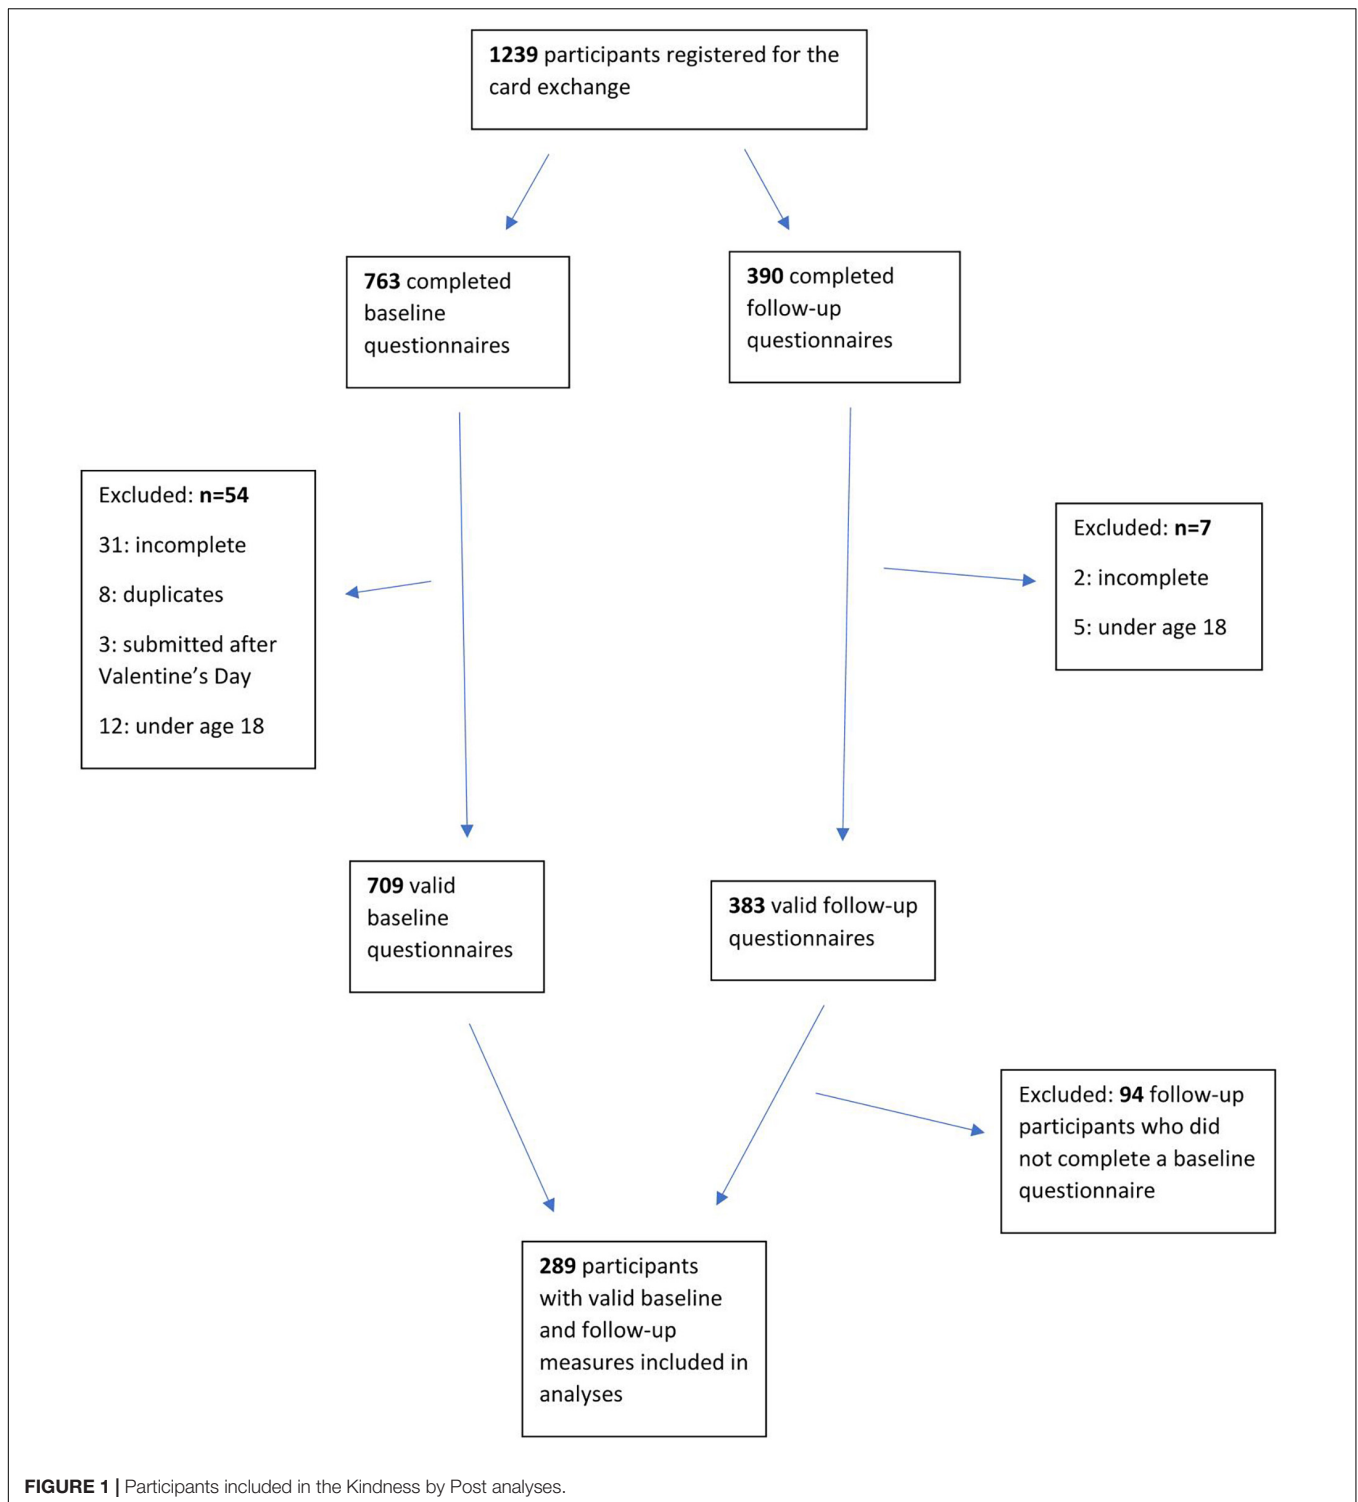 1239 participants registered for the
card exchange
763 completed
baseline
questionnaires
390 completed
follow-up
questionnaires
Excluded: n=54
31: incomplete
8: duplicates
3: submitted after
Valentine’s Day
12: under age 18
Excluded: n=7
2: incomplete
5: under age 18
709 valid
baseline
questionnaires
383 valid follow-up
questionnaires
Excluded: 94 follow-up
participants who did
not complete a baseline
questionnaire
289 participants
with valid baseline
and follow-up
measures included in
analyses
FIGURE 1 | Participants included in the Kindness by Post analyses.